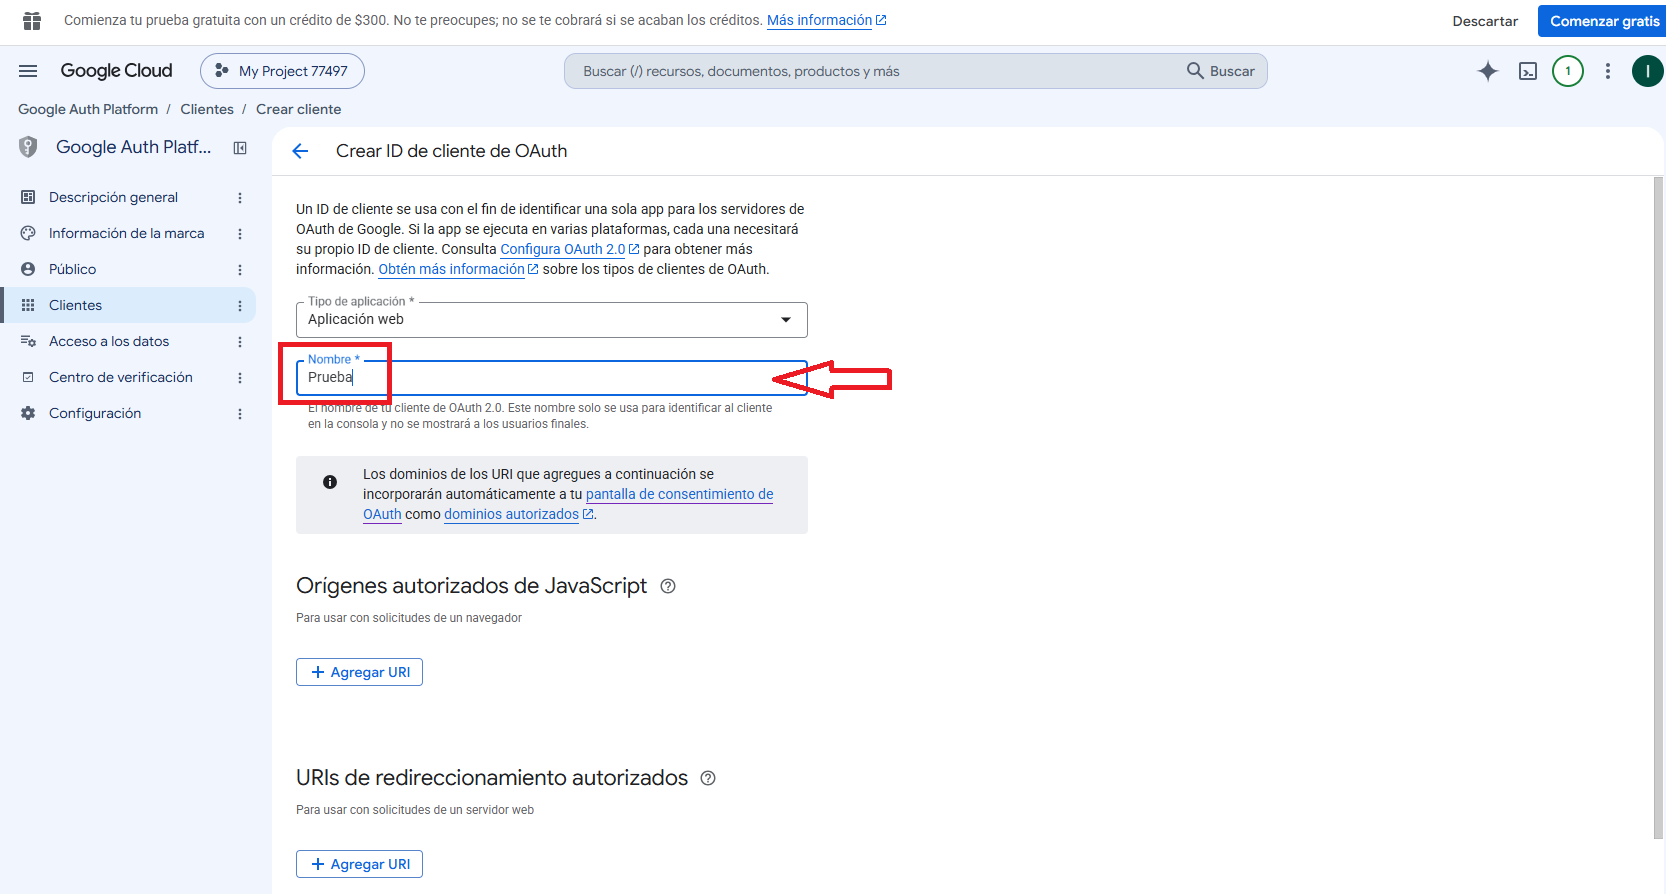 Comienza tu prueba gratuita con un crédito de $300. No te preocupes; no se te cobrará si se acaban los créditos. Más información
Descartar
Comenzar gratis
Google Cloud
My Project 77497
Buscar (/) recursos, documentos, productos y más
Buscar
1
I
Google Auth Platform / Clientes / Crear cliente
Google Auth Platf...
Descripción general
Información de la marca
Público
Clientes
Acceso a los datos
Centro de verificación
Configuración
Crear ID de cliente de OAuth
Un ID de cliente se usa con el fin de identificar una sola app para los servidores de
OAuth de Google. Si la app se ejecuta en varias plataformas, cada una necesitará
su propio ID de cliente. Consulta Configura OAuth 2.0 para obtener más
información. Obtén más información sobre los tipos de clientes de OAuth.
Tipo de aplicación *
Aplicación web
Nombre *
Prueba
El nombre de tu cliente de OAuth 2.0. Este nombre solo se usa para identificar al cliente
en la consola y no se mostrará a los usuarios finales.
Los dominios de los URI que agregues a continuación se
incorporarán automáticamente a tu pantalla de consentimiento de
OAuth como dominios autorizados.
Orígenes autorizados de JavaScript
Para usar con solicitudes de un navegador
+ Agregar URI
URIs de redireccionamiento autorizados
Para usar con solicitudes de un servidor web
+ Agregar URI